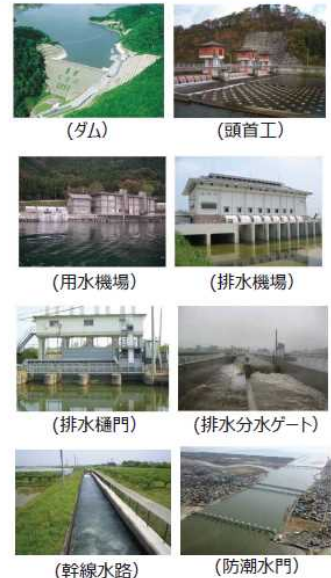 (ダム)
(頭首工)
(用水機場)
(排水機場)
(排水樋門)
(排水分水ゲート)
(幹線水路)
(防潮水門)